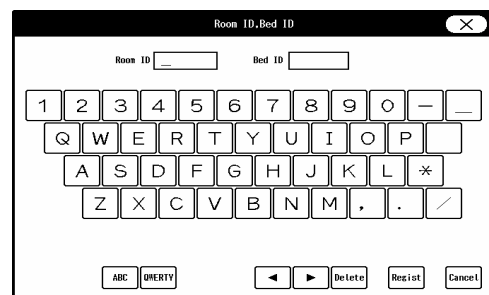 Room ID,Bed ID
Room ID _ Bed ID
1 2 3 4 5 6 7 8 9 0 - _
Q W E R T Y U I O P
A S D F G H J K L *
Z X C V B N M , . /
ABC QWERTY ◄ ► Delete Regist Cancel